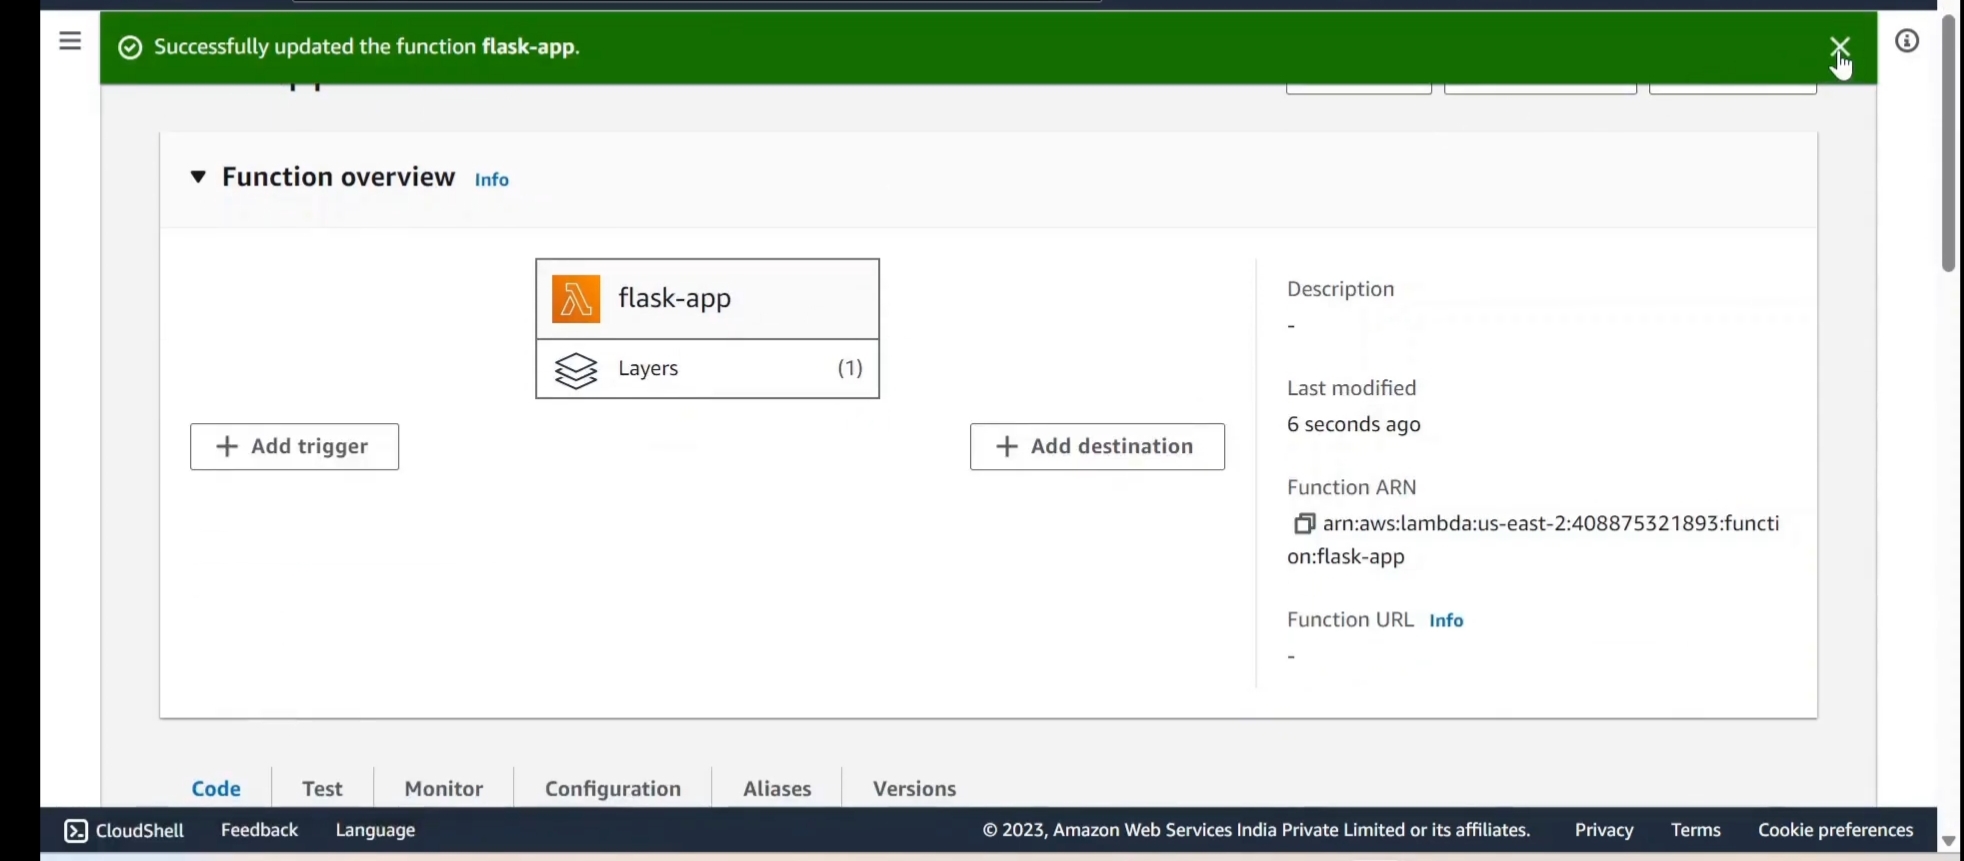 Successfully updated the function flask-app.
Function overview Info
flask-app
Layers (1)
+ Add trigger
+ Add destination
Description
-
Last modified
6 seconds ago
Function ARN
arn:aws:lambda:us-east-2:408875321893:functi
on:flask-app
Function URL Info
-
Code Test Monitor Configuration Aliases Versions
CloudShell Feedback Language © 2023, Amazon Web Services India Private Limited or its affiliates. Privacy Terms Cookie preferences